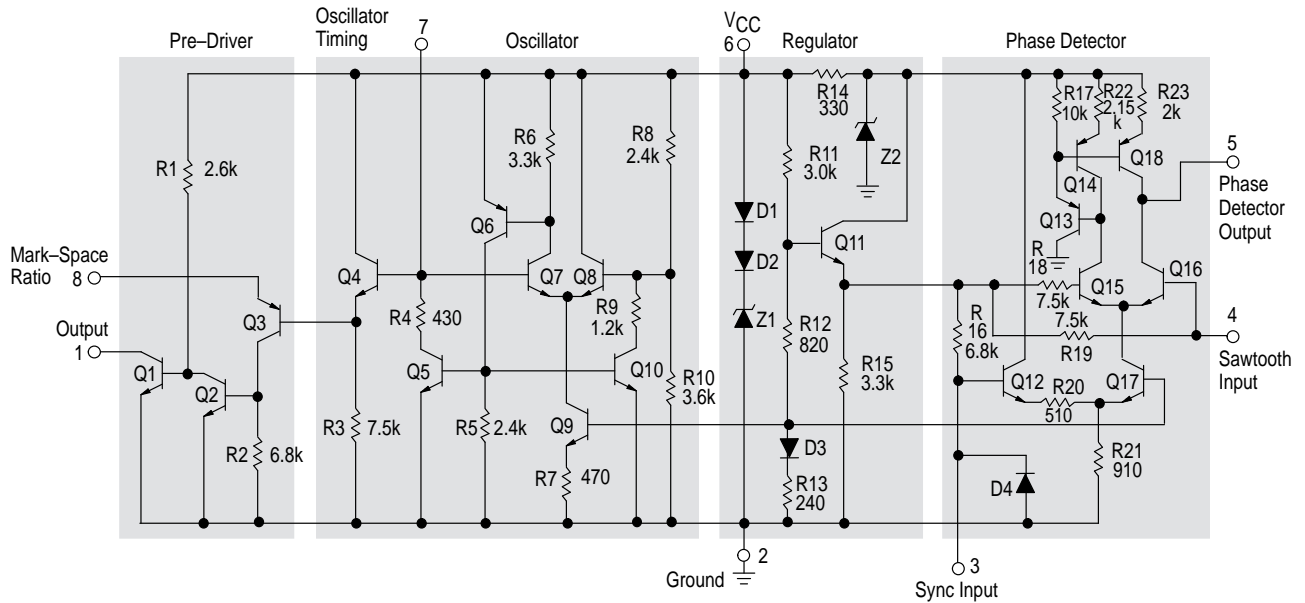 Pre–Driver
Oscillator
Timing
7
Oscillator
VCC
6
Regulator
Phase Detector
R1
2.6k
R6
3.3k
R8
2.4k
R14
330
R11
3.0k
Z2
R17
10k
R22
2.15
k
R23
2k
Q14
Q18
5
Phase
Detector
Output
Mark–Space
Ratio
8
Q3
Q4
Q6
Q7
Q8
D1
D2
Z1
Q11
Q13
R
18
Q15
Q16
7.5k
7.5k
R19
4
Sawtooth
Input
Output
1
Q1
Q2
R4
430
R9
1.2k
Q5
Q10
R12
820
R15
3.3k
R
16
6.8k
Q12
R20
510
Q17
R2
6.8k
R3
7.5k
R5
2.4k
Q9
R10
3.6k
R7
470
D3
R13
240
D4
R21
910
2
Ground
3
Sync Input